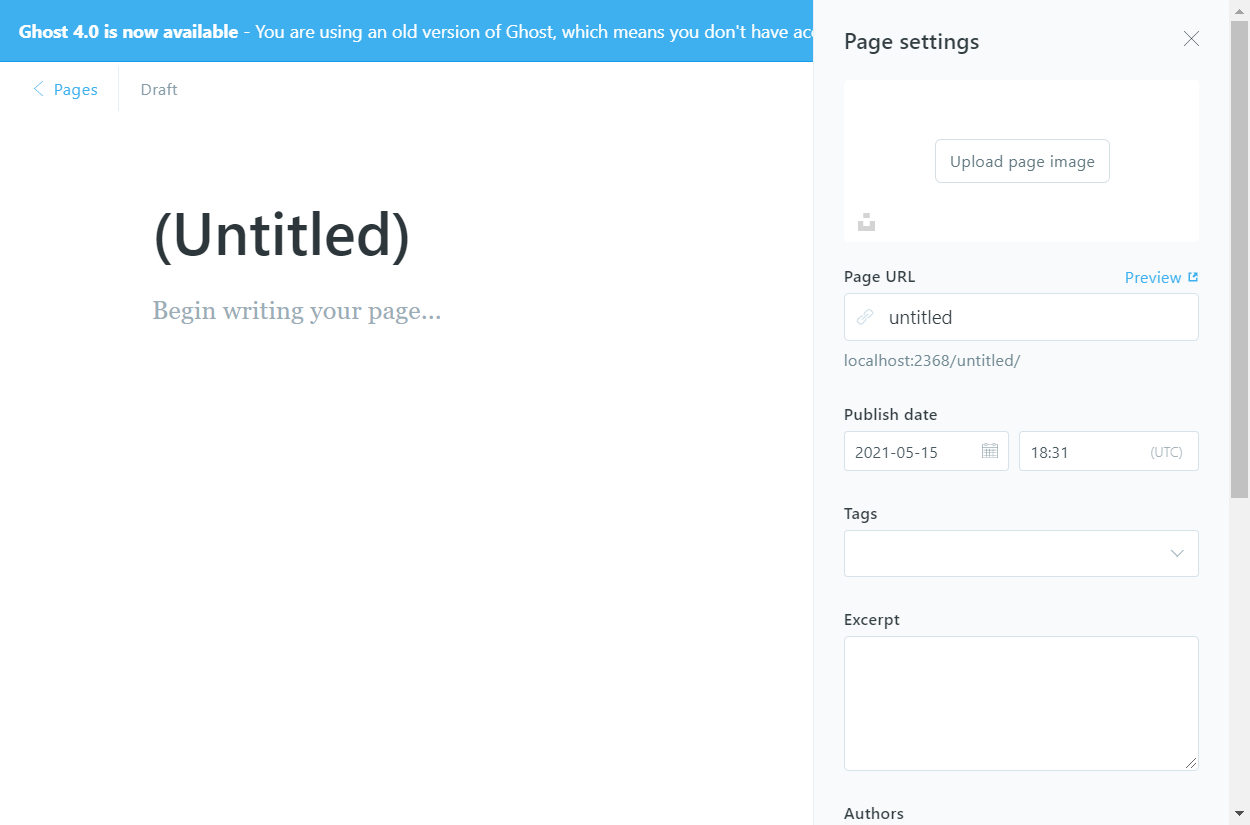 Ghost 4.0 is now available - You are using an old version of Ghost, which means you don't have
Pages
Draft
(Untitled)
Begin writing your page...
Page settings
Upload page image
Page URL
Preview
untitled
localhost:2368/untitled/
Publish date
2021-05-15
18:31
(UTC)
Tags
Excerpt
Authors